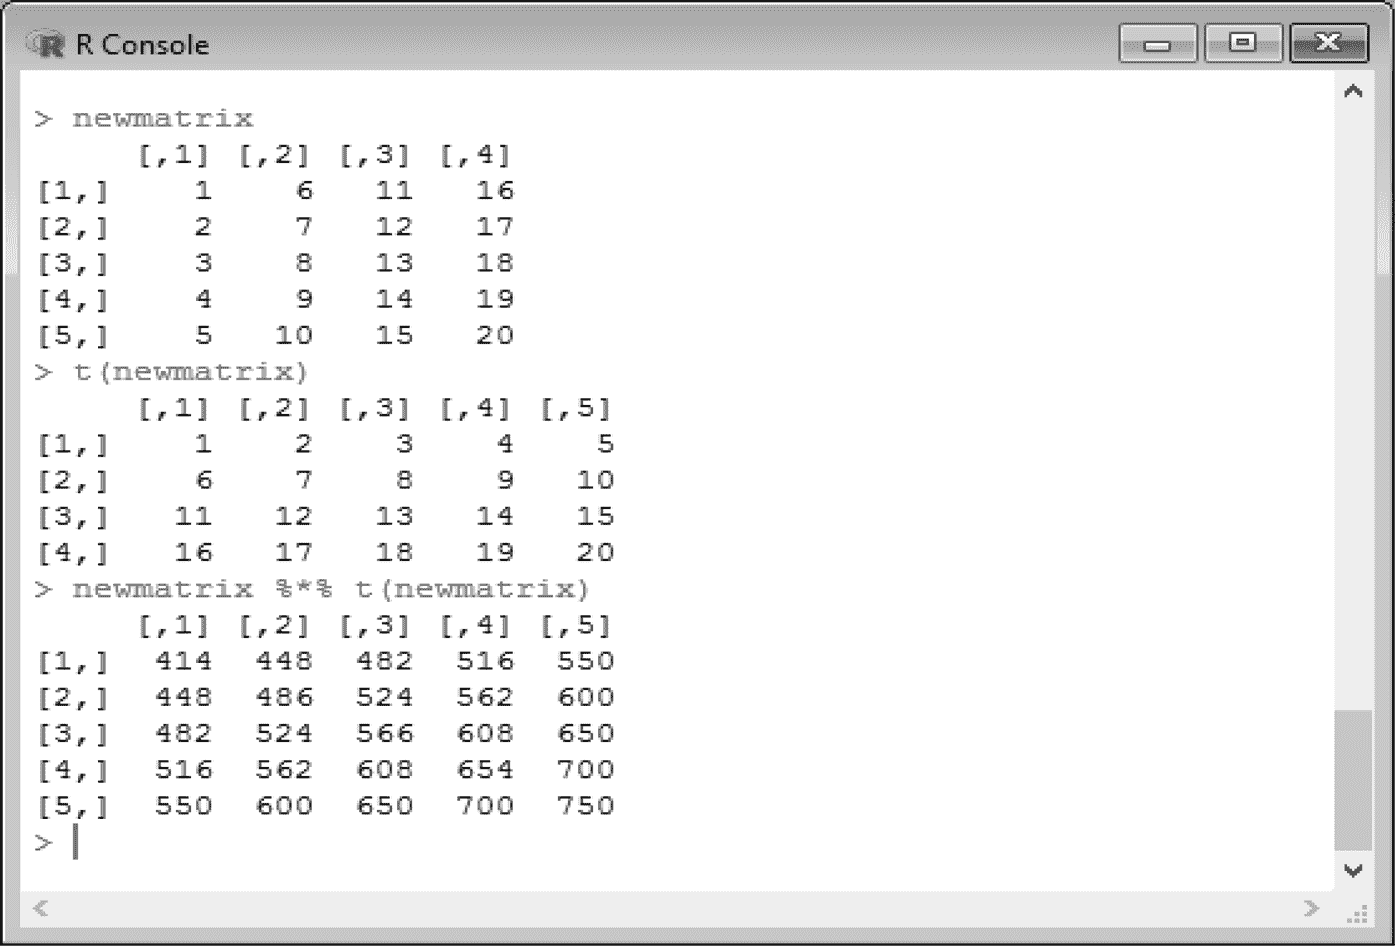 R Console
> newmatrix
     [,1] [,2] [,3] [,4]
[1,]    1    6   11   16
[2,]    2    7   12   17
[3,]    3    8   13   18
[4,]    4    9   14   19
[5,]    5   10   15   20
> t(newmatrix)
     [,1] [,2] [,3] [,4] [,5]
[1,]    1    2    3    4    5
[2,]    6    7    8    9   10
[3,]   11   12   13   14   15
[4,]   16   17   18   19   20
> newmatrix %*% t(newmatrix)
     [,1] [,2] [,3] [,4] [,5]
[1,]  414  448  482  516  550
[2,]  448  486  524  562  600
[3,]  482  524  566  608  650
[4,]  516  562  608  654  700
[5,]  550  600  650  700  750
>